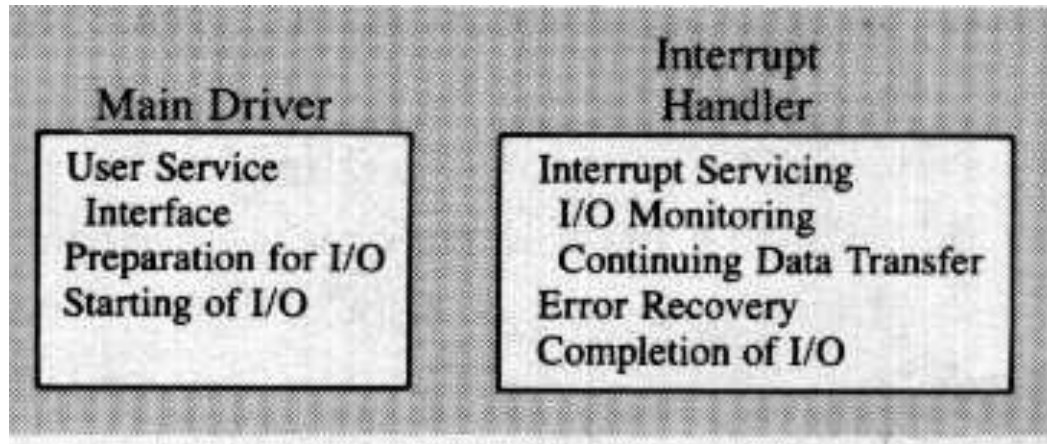 Main Driver
User Service
Interface
Preparation for I/O
Starting of I/O
Interrupt
Handler
Interrupt Servicing
I/O Monitoring
Continuing Data Transfer
Error Recovery
Completion of I/O